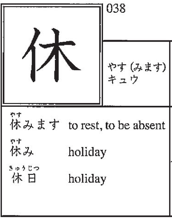 038
休
やす(みます)
キュウ
やす
休みます to rest, to be absent
やす
休み holiday
きゅうじつ
休日 holiday